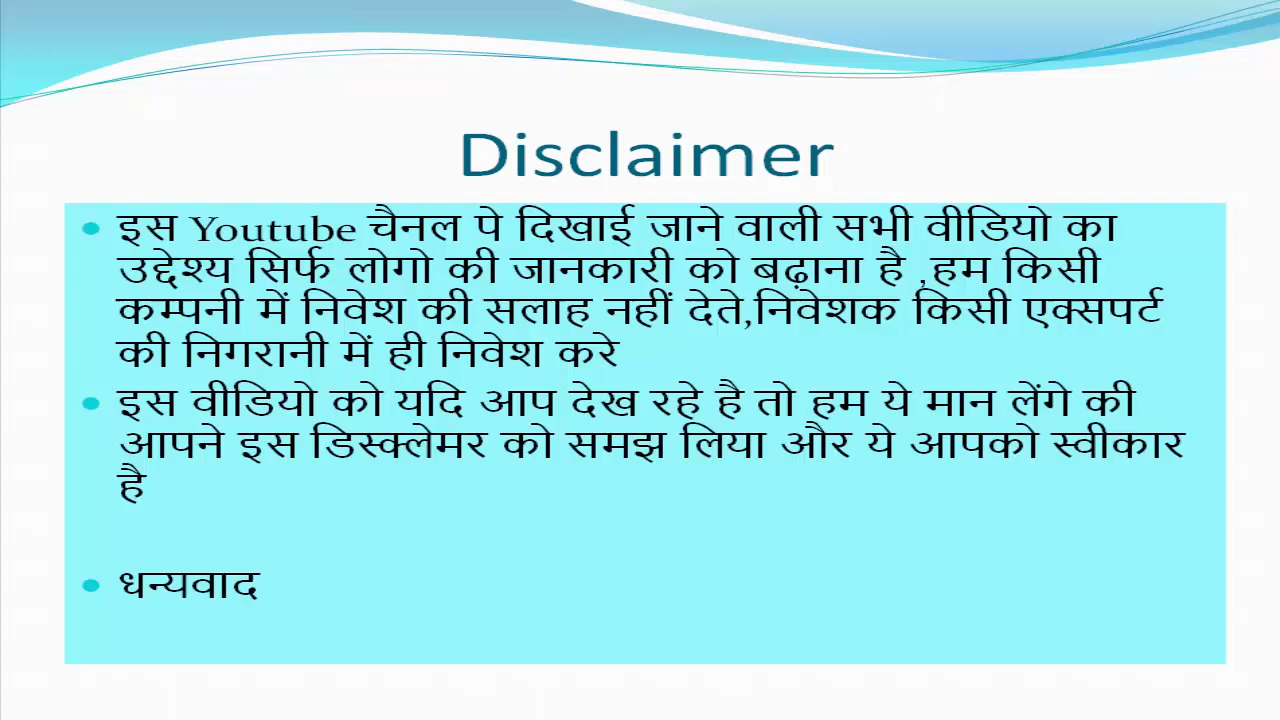 Disclaimer
• इस Youtube चैनल पे दिखाई जाने वाली सभी वीडियो का
उद्देश्य सिर्फ लोगो की जानकारी को बढ़ाना है ,हम किसी
कम्पनी में निवेश की सलाह नहीं देते,निवेशक किसी एक्सपर्ट
की निगरानी में ही निवेश करे
• इस वीडियो को यदि आप देख रहे है तो हम ये मान लेंगे की
आपने इस डिस्क्लेमर को समझ लिया और ये आपको स्वीकार
है
• धन्यवाद